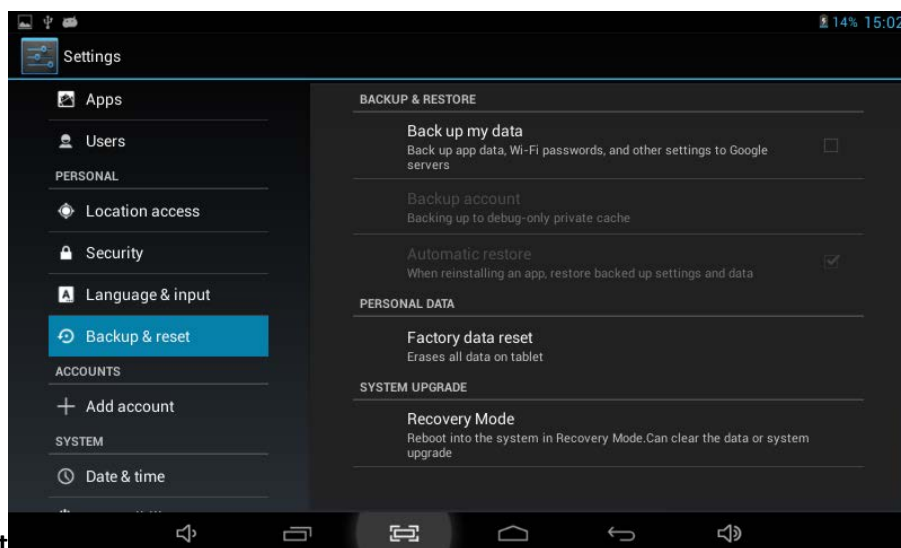 14% 15:02
Settings
Apps
Users
PERSONAL
Location access
Security
Language & input
Backup & reset
ACCOUNTS
Add account
SYSTEM
Date & time
BACKUP & RESTORE
Back up my data
Back up app data, Wi-Fi passwords, and other settings to Google
servers
Backup account
Backing up to debug-only private cache
Automatic restore
When reinstalling an app, restore backed up settings and data
PERSONAL DATA
Factory data reset
Erases all data on tablet
SYSTEM UPGRADE
Recovery Mode
Reboot into the system in Recovery Mode.Can clear the data or system
upgrade
t